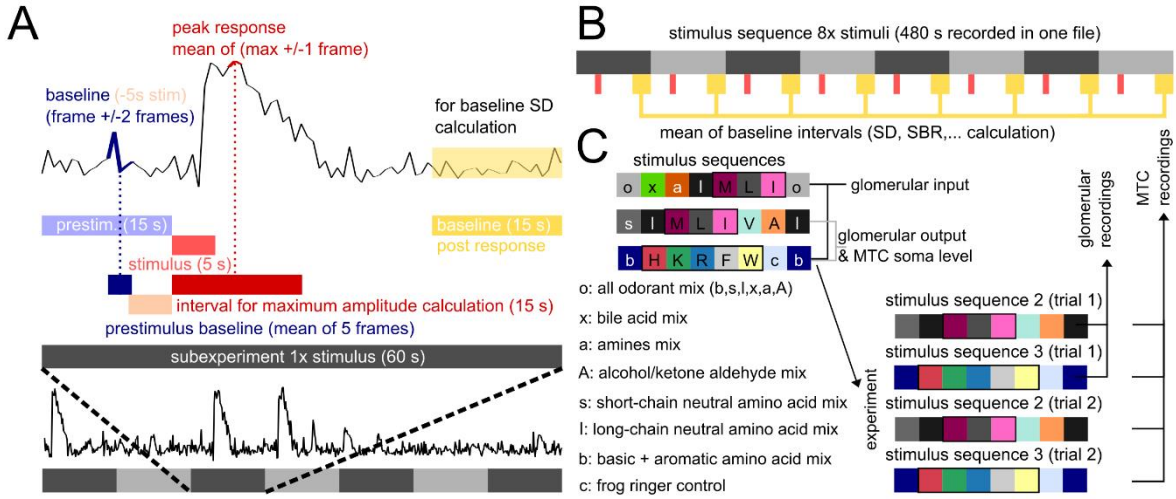 A
peak response
mean of (max +/-1 frame)
baseline (-5s stim)
(frame +/-2 frames)
for baseline SD
calculation
prestim. (15 s)
baseline (15 s)
post response
stimulus (5 s)
interval for maximum amplitude calculation (15 s)
prestimulus baseline (mean of 5 frames)
subexperiment 1x stimulus (60 s)
B
stimulus sequence 8x stimuli (480 s recorded in one file)
mean of baseline intervals (SD, SBR,... calculation)
C
stimulus sequences
o x a l M L I o
glomerular input
s l M L I V A l
glomerular output
& MTC soma level
b H K R F W c b
o: all odorant mix (b,s,l,x,a,A)
x: bile acid mix
a: amines mix
A: alcohol/ketone aldehyde mix
s: short-chain neutral amino acid mix
l: long-chain neutral amino acid mix
b: basic + aromatic amino acid mix
c: frog ringer control
experiment
stimulus sequence 2 (trial 1)
stimulus sequence 3 (trial 1)
stimulus sequence 2 (trial 2)
stimulus sequence 3 (trial 2)
glomerular
recordings
MTC
recordings